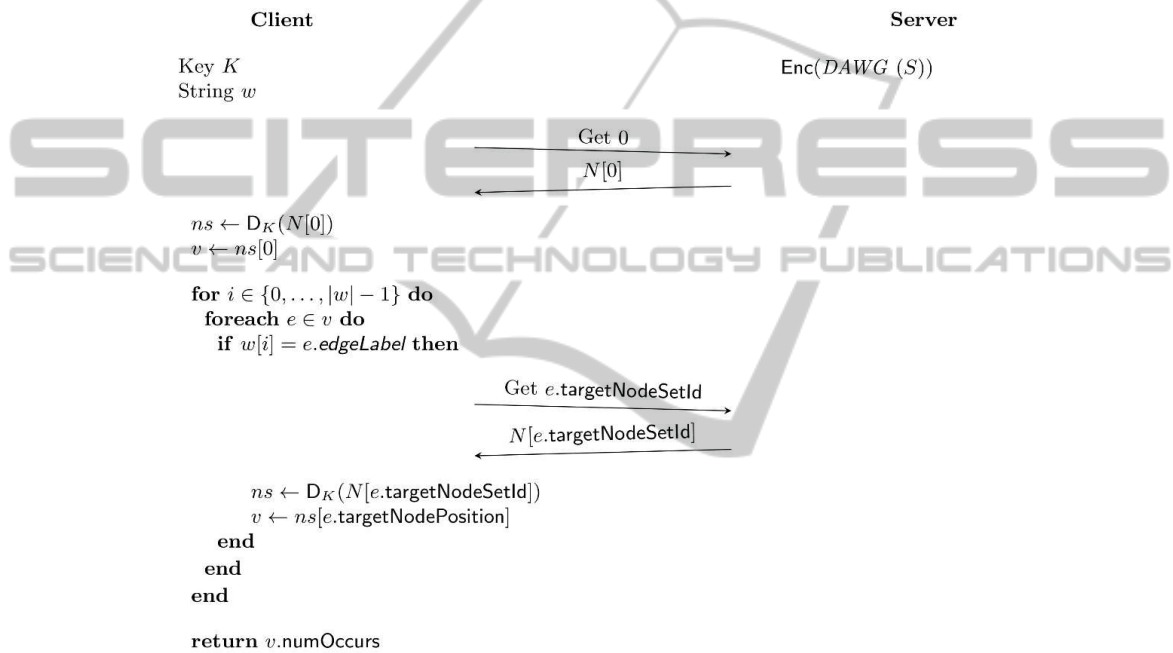 Client Server
Key K Enc(DAWG (S))
String w
SCITEPRESS
Get 0
N[0]
ns ← D_K(N[0])
v ← ns[0]
SCIENCE AND TECHNOLOGY PUBLICATIONS
for i ∈ {0, . . . , |w| − 1} do
foreach e ∈ v do
if w[i] = e.edgeLabel then
Get e.targetNodeSetId
N[e.targetNodeSetId]
ns ← D_K(N[e.targetNodeSetId])
v ← ns[e.targetNodePosition]
end
end
end
return v.numOccurs